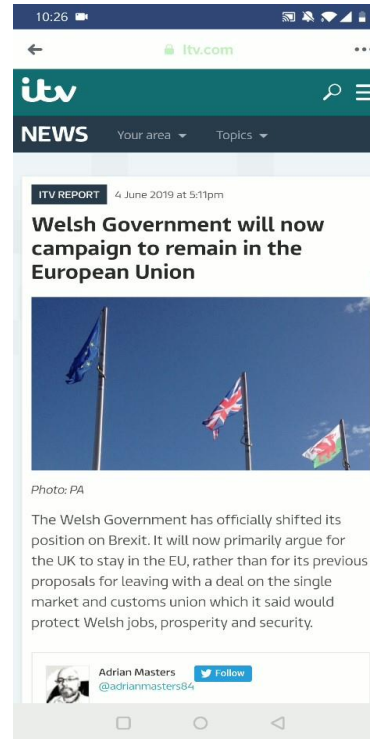 10:26
ltv.com
itv
NEWS Your area Topics
ITV REPORT 4 June 2019 at 5:11pm
Welsh Government will now
campaign to remain in the
European Union
Photo: PA
The Welsh Government has officially shifted its
position on Brexit. It will now primarily argue for
the UK to stay in the EU, rather than for its previous
proposals for leaving with a deal on the single
market and customs union which it said would
protect Welsh jobs, prosperity and security.
Adrian Masters Follow
@adrianmasters84